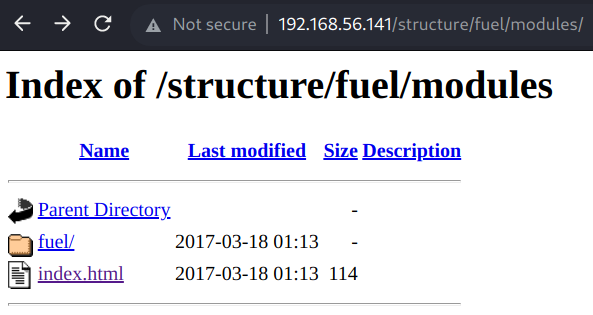 Not secure | 192.168.56.141/structure/fuel/modules/
Index of /structure/fuel/modules
Name Last modified Size Description
Parent Directory -
fuel/ 2017-03-18 01:13 -
index.html 2017-03-18 01:13 114